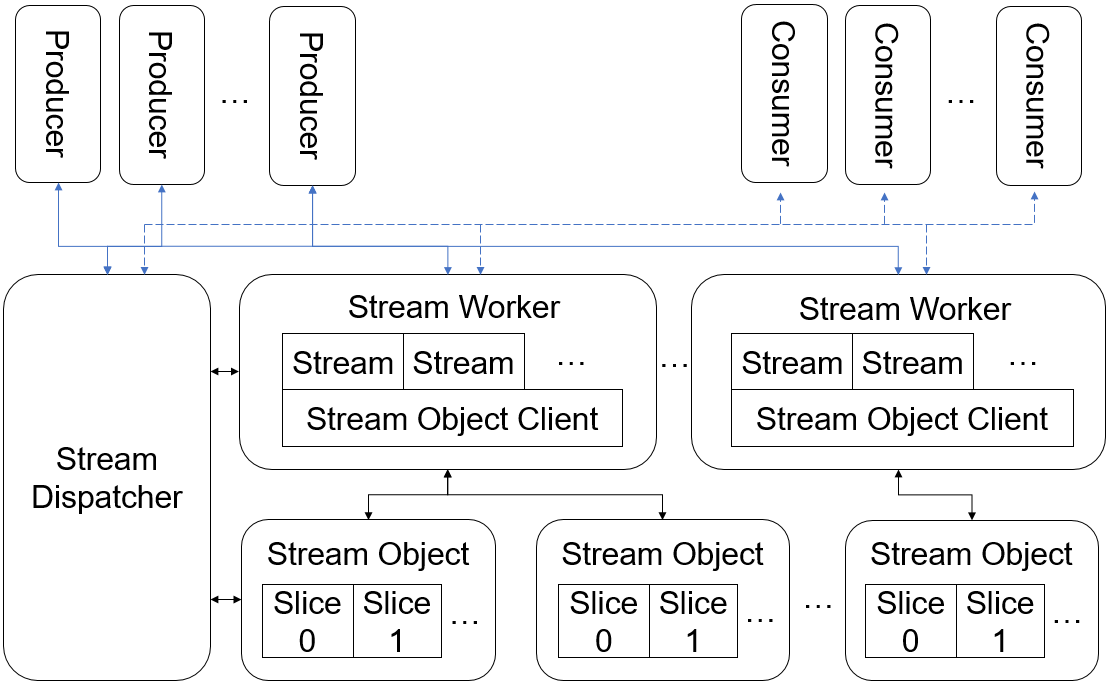 Producer
Producer
...
Producer
Consumer
Consumer
...
Consumer
Stream Worker
Stream
Stream
...
Stream Object Client
...
Stream Worker
Stream
Stream
...
Stream Object Client
Stream
Dispatcher
Stream Object
Slice
0
Slice
1
...
Stream Object
Slice
0
Slice
1
...
...
Stream Object
Slice
0
Slice
1
...